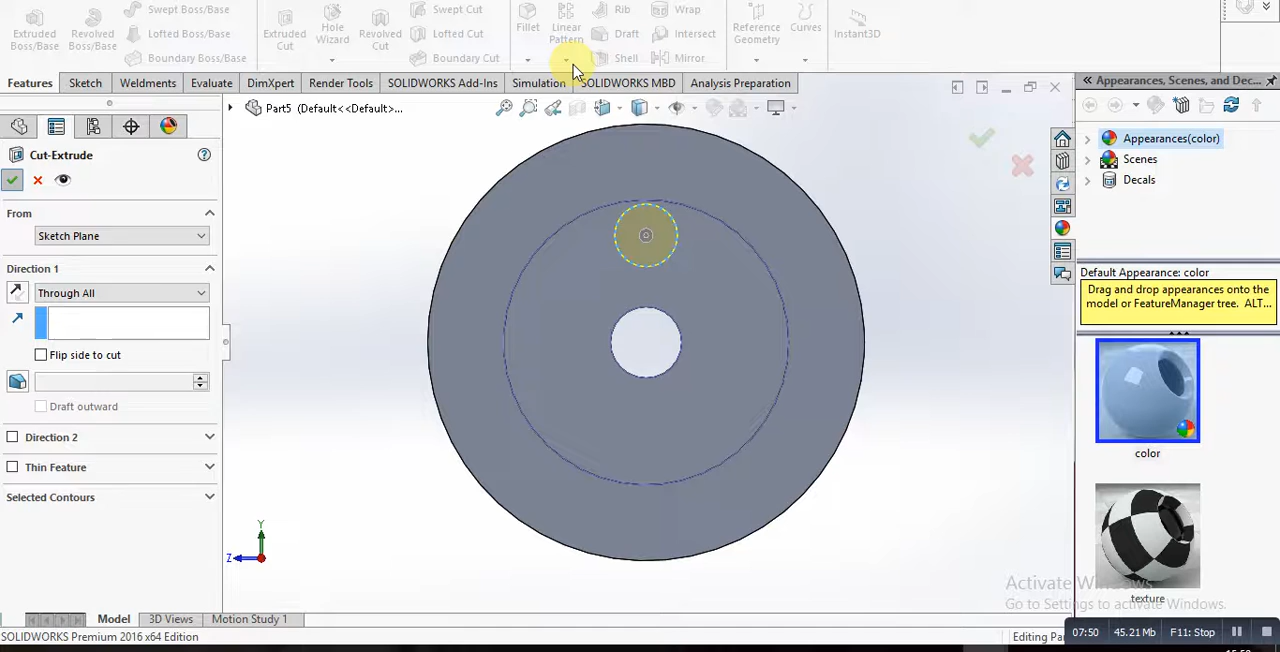 Extruded Boss/Base
Revolved Boss/Base
Swept Boss/Base
Lofted Boss/Base
Boundary Boss/Base
Extruded Cut
Hole Wizard
Revolved Cut
Swept Cut
Lofted Cut
Boundary Cut
Fillet
Linear Pattern
Rib
Draft
Shell
Wrap
Intersect
Mirror
Reference Geometry
Curves
Instant3D
Features Sketch Weldments Evaluate DimXpert Render Tools SOLIDWORKS Add-Ins Simulation SOLIDWORKS MBD Analysis Preparation
Part5 (Default<<Default>...
Cut-Extrude
From
Sketch Plane
Direction 1
Through All
Flip side to cut
Draft outward
Direction 2
Thin Feature
Selected Contours
Y
Z
Appearances, Scenes, and Dec...
Appearances(color)
Scenes
Decals
Default Appearance: color
Drag and drop appearances onto the
model or FeatureManager tree. ALT...
color
texture
Activate Windows
Go to Settings to activate Windows.
Model 3D Views Motion Study 1
SOLIDWORKS Premium 2016 x64 Edition
Editing Pa
07:50 45.21 Mb F11: Stop